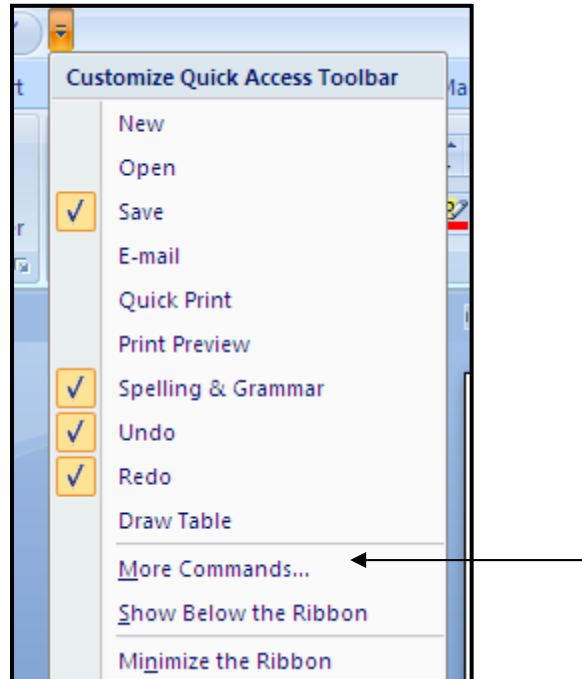 Customize Quick Access Toolbar
New
Open
Save
E-mail
Quick Print
Print Preview
Spelling & Grammar
Undo
Redo
Draw Table
More Commands...
Show Below the Ribbon
Minimize the Ribbon